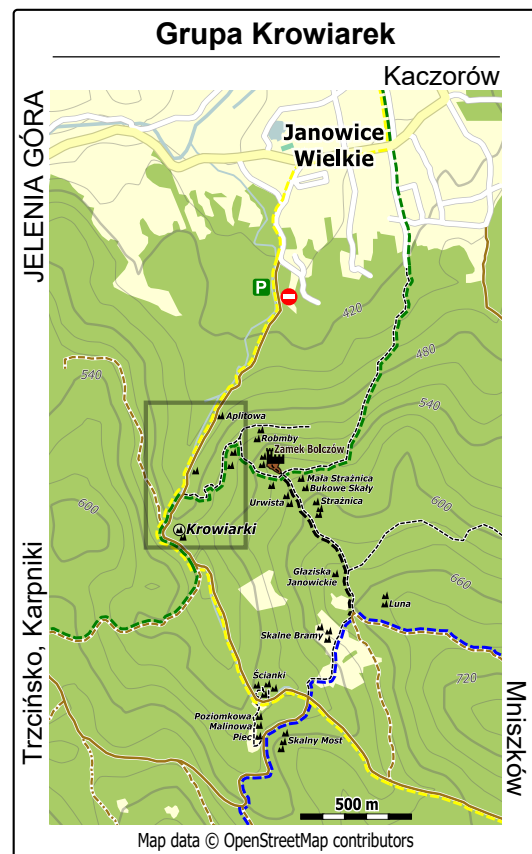 Grupa Krowiarek
Kaczorów
JELENIA GÓRA
Janowice
Wielkie
P
420
480
540
540
Aplitowa
Robmby
Zamek Bolczów
Mała Strażnica
Bukowe Skały
Urwista
Strażnica
600
600
Krowiarki
Głaziska
Janowickie
660
Luna
Skalne Bramy
Trzcińsko, Karpniki
720
Mniszków
Ścianki
Poziomkowa
Malinowa
Piec
Skalny Most
500 m
Map data © OpenStreetMap contributors